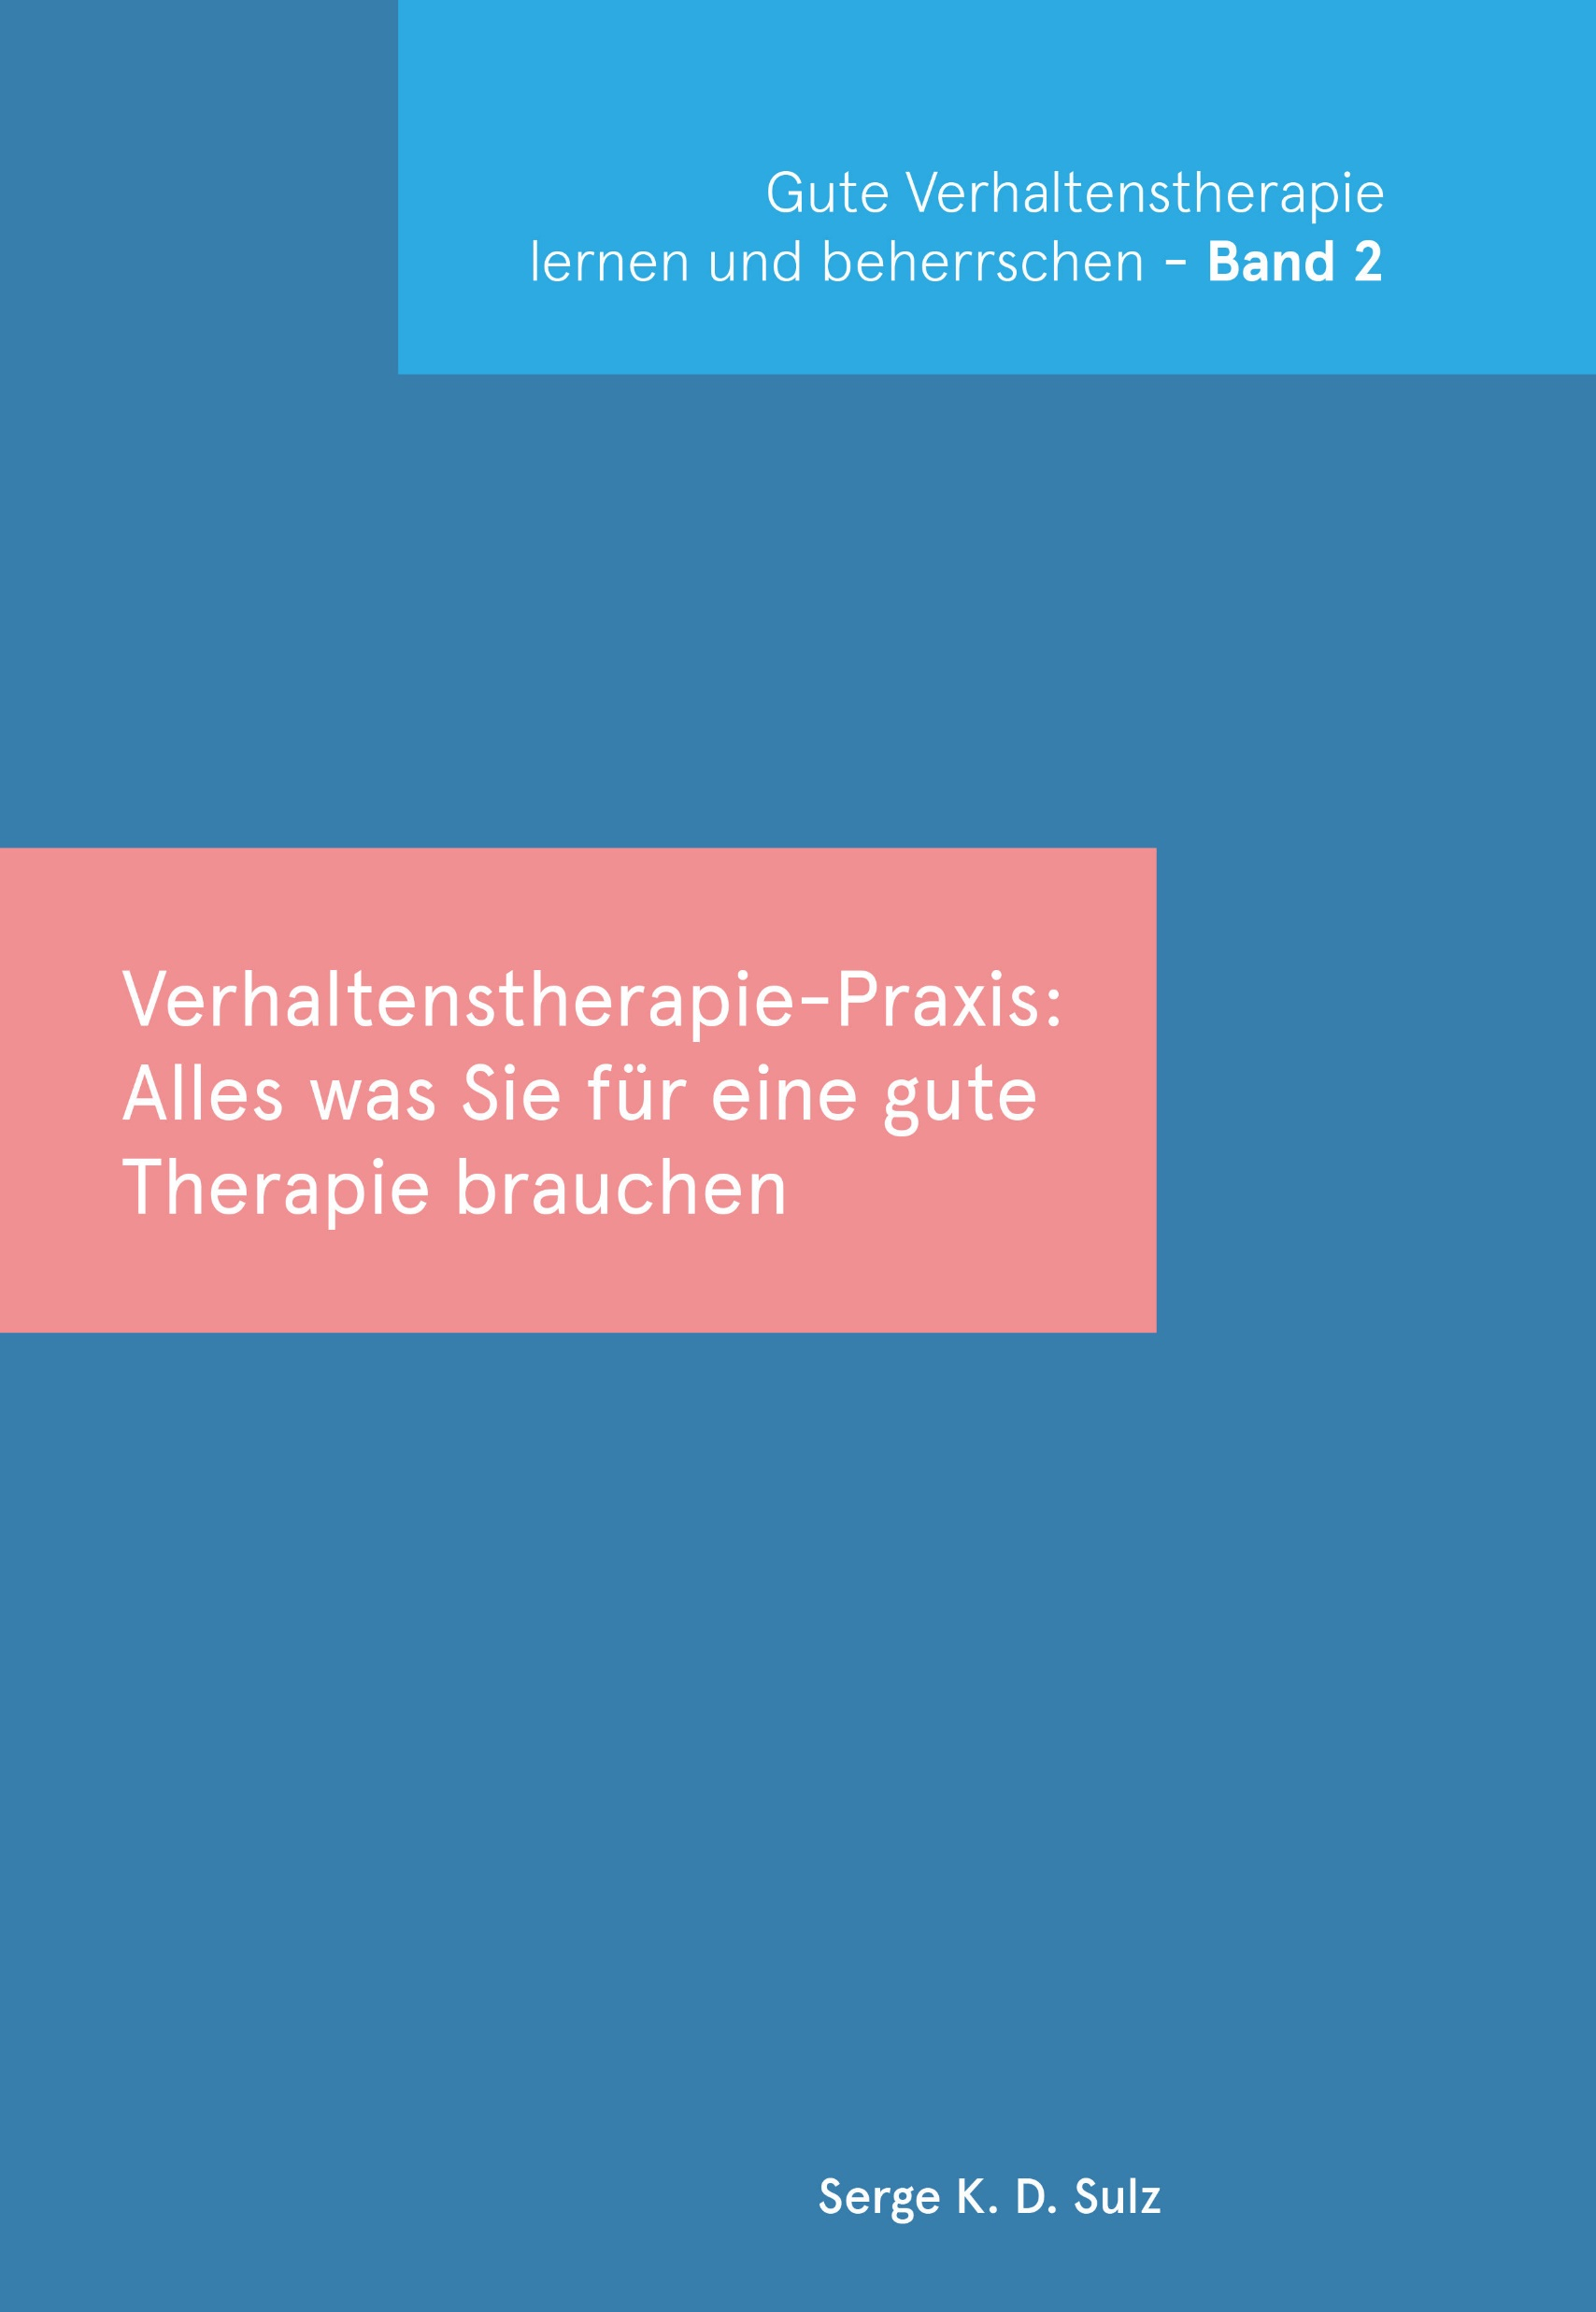 Gute Verhaltenstherapie
lernen und beherrschen – Band 2
Verhaltenstherapie-Praxis:
Alles was Sie für eine gute
Therapie brauchen
Serge K. D. Sulz